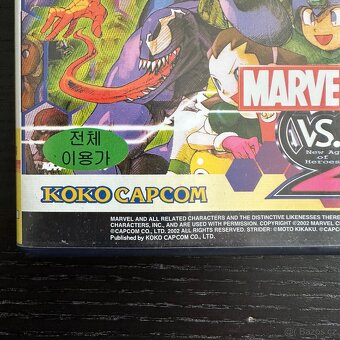 MARVEL
VS.
New Ag
of
Heroes
2
전체
이용가
KOKO CAPCOM
MARVEL AND ALL RELATED CHARACTERS AND THE DISTINCTIVE LIKENESSES THERE
CHARACTERS, INC., AND ARE USED WITH PERMISSION. COPYRIGHT ©2002 MARVEL C
©CAPCOM CO., LTD. 2002 ALL RIGHTS RESERVED. STRIDER: ©MOTO KIKAKU. ©CAPC
Published by KOKO CAPCOM CO., LTD.